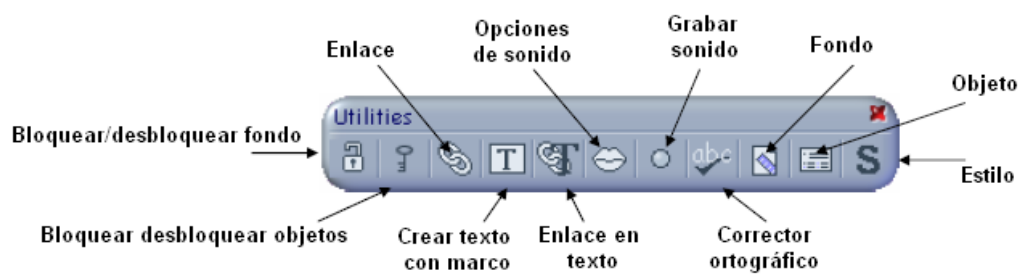 Opciones
de sonido
Grabar
sonido
Enlace
Fondo
Objeto
Utilities
Bloquear/desbloquear fondo
T
T
abc
S
Estilo
Bloquear desbloquear objetos
Crear texto
con marco
Enlace en
texto
Corrector
ortográfico